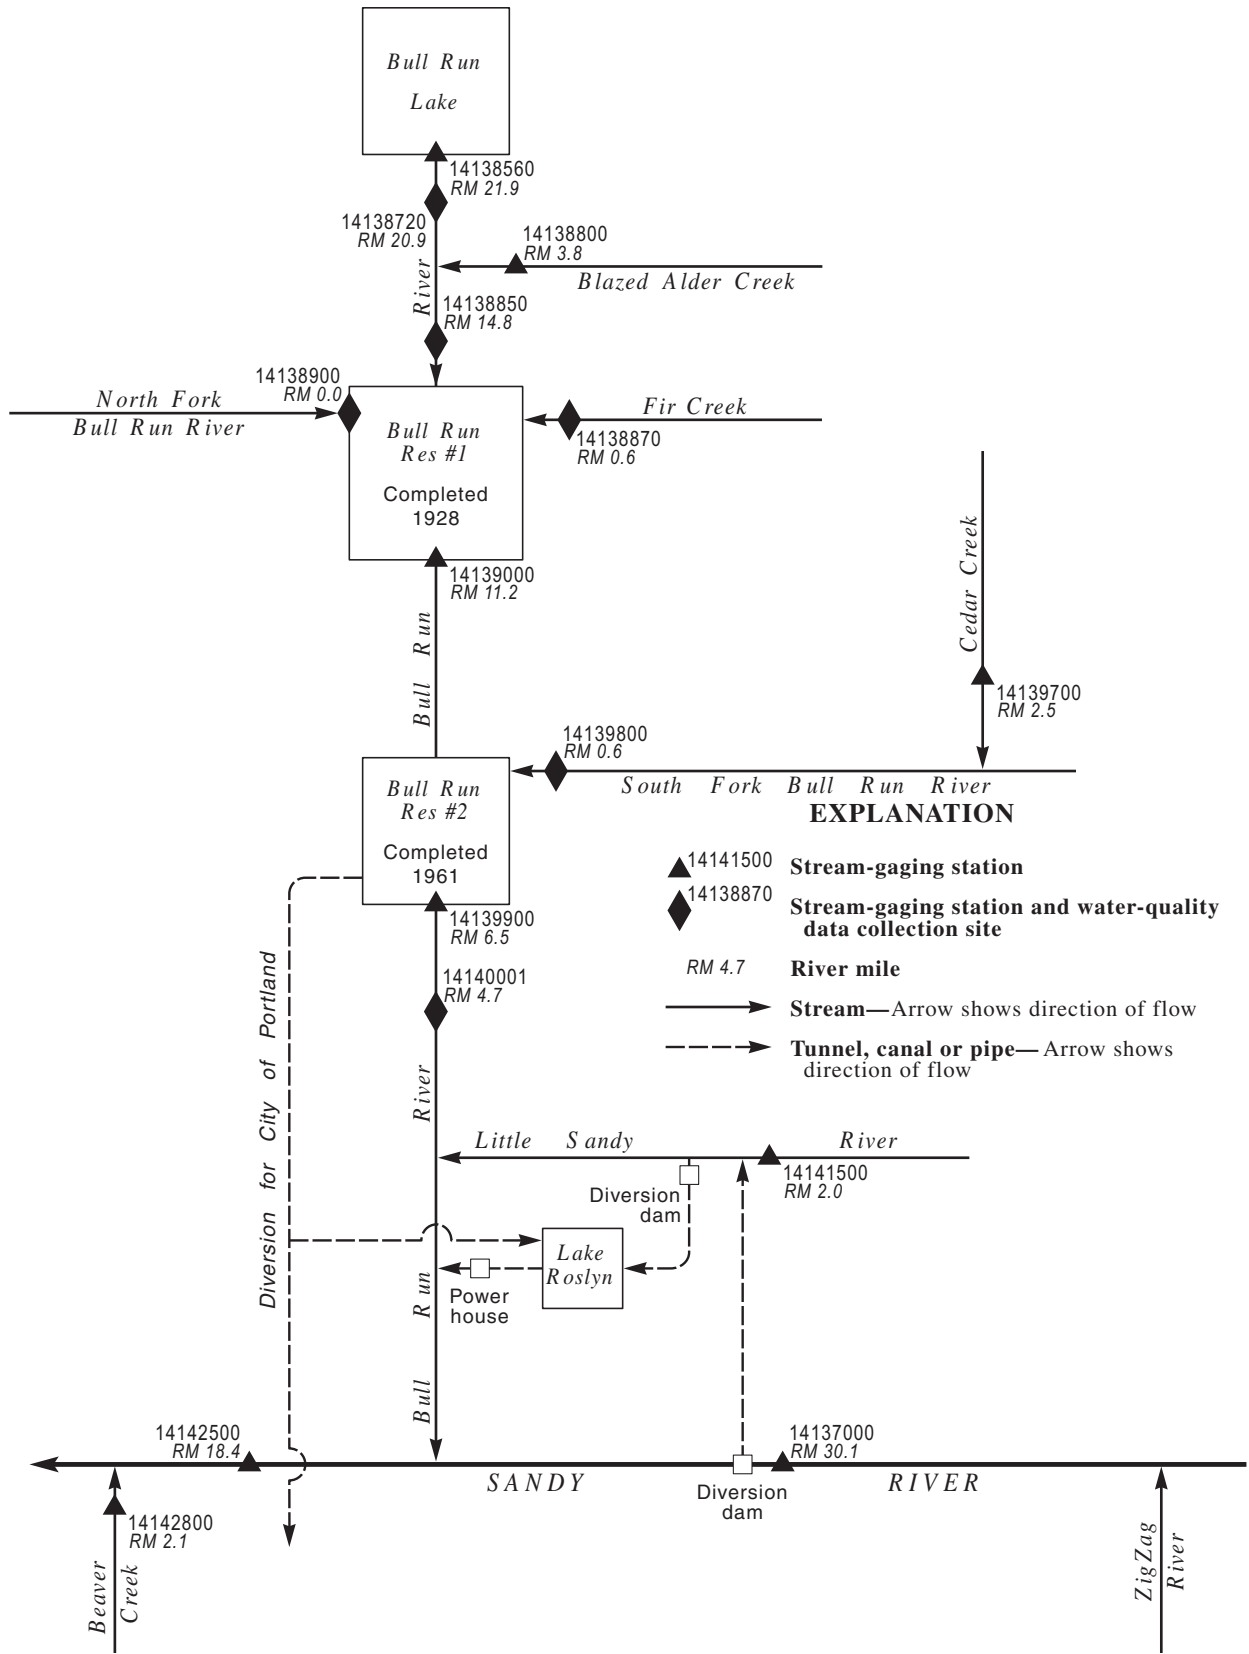 Bull Run
Lake
14138560
RM 21.9
14138720
RM 20.9
14138800
RM 3.8
Blazed Alder Creek
River
14138850
RM 14.8
14138900
RM 0.0
North Fork
Bull Run River
Fir Creek
14138870
RM 0.6
Bull Run
Res #1
Completed
1928
14139000
RM 11.2
Bull Run
Cedar Creek
14139700
RM 2.5
14139800
RM 0.6
South Fork Bull Run River
Bull Run
Res #2
Completed
1961
14139900
RM 6.5
14140001
RM 4.7
EXPLANATION
14141500 Stream-gaging station
14138870 Stream-gaging station and water-quality
data collection site
RM 4.7 River mile
Stream—Arrow shows direction of flow
Tunnel, canal or pipe— Arrow shows
direction of flow
Diversion for City of Portland
River
Little Sandy River
14141500
RM 2.0
Diversion
dam
Lake
Roslyn
Power
house
Bull Run
14142500
RM 18.4
14137000
RM 30.1
SANDY RIVER
Diversion
dam
14142800
RM 2.1
Beaver
Creek
ZigZag
River